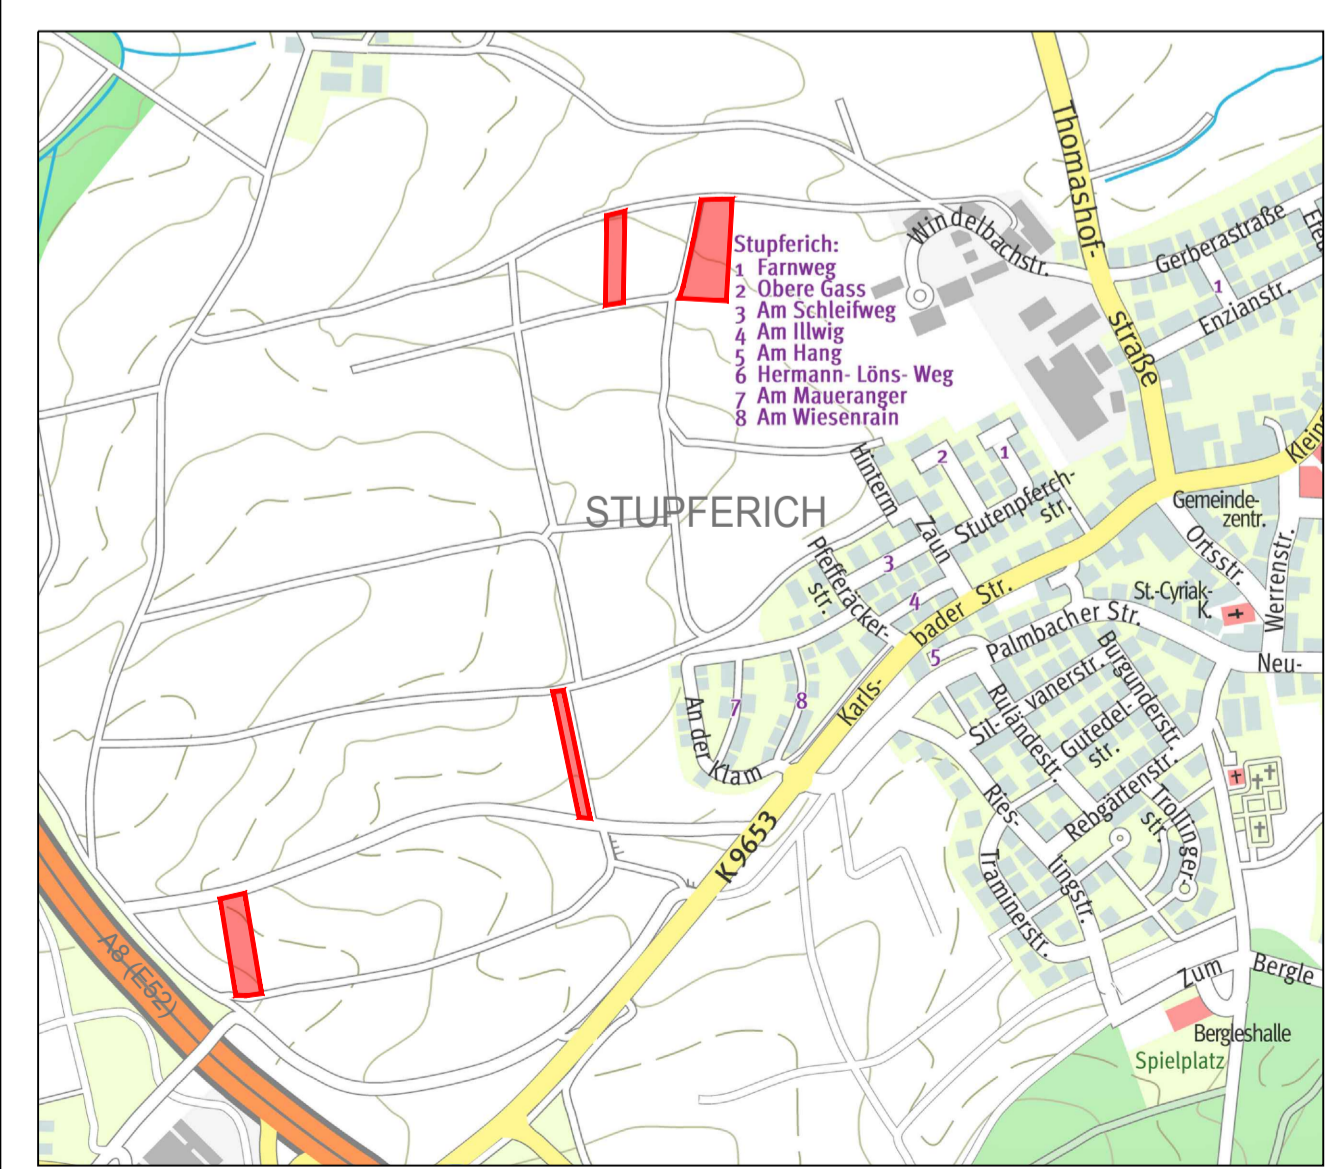 Thomashof-
straße
Windelbachstr.
Gerberastraße
1
Enzianstr.
Stupferich:
1 Farnweg
2 Obere Gass
3 Am Schleifweg
4 Am Illwig
5 Am Hang
6 Hermann- Löns- Weg
7 Am Maueranger
8 Am Wiesenrain
STUPFERICH
Hinterm
Zaun
2
1
Stutenpferch-
str.
3
4
Pfefferäcker-
str.
Gemeinde-
zentr.
Ortsstr.
Werrenstr.
St.-Cyriak-
K.
Karls-
bader Str.
5
Palmbacher Str.
Neu-
An der Klam
7
8
Sil-
vanerstr.
Ruländestr.
Burgunderstr.
Gutedel-
str.
Rehgärtenstr.
Trollinger-
str.
Ries-
lingstr.
Traminerstr.
K 9653
A8 (E52)
Zum
Bergle
Bergleshalle
Spielplatz